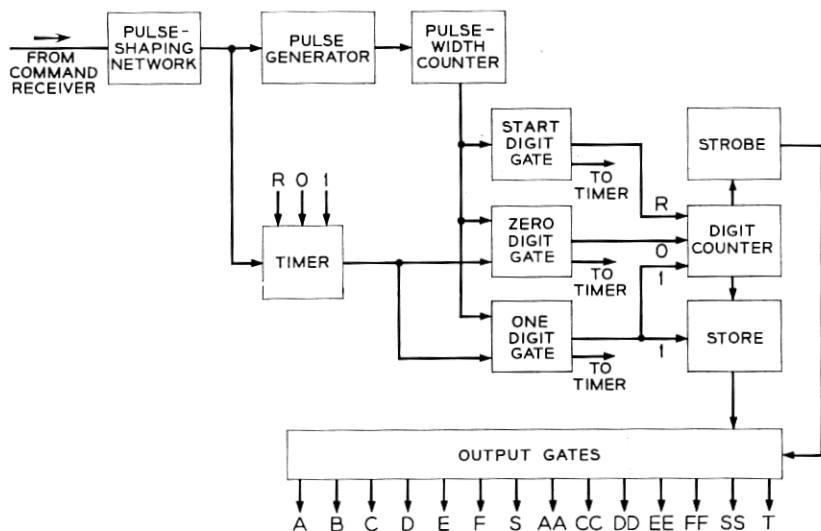 PULSE-
SHAPING
NETWORK
PULSE
GENERATOR
PULSE-
WIDTH
COUNTER
FROM
COMMAND
RECEIVER
START
DIGIT
GATE
TO
TIMER
STROBE
R O 1
TIMER
ZERO
DIGIT
GATE
TO
TIMER
R
O
1
DIGIT
COUNTER
ONE
DIGIT
GATE
TO
TIMER
1
STORE
OUTPUT GATES
A B C D E F S AA CC DD EE FF SS T